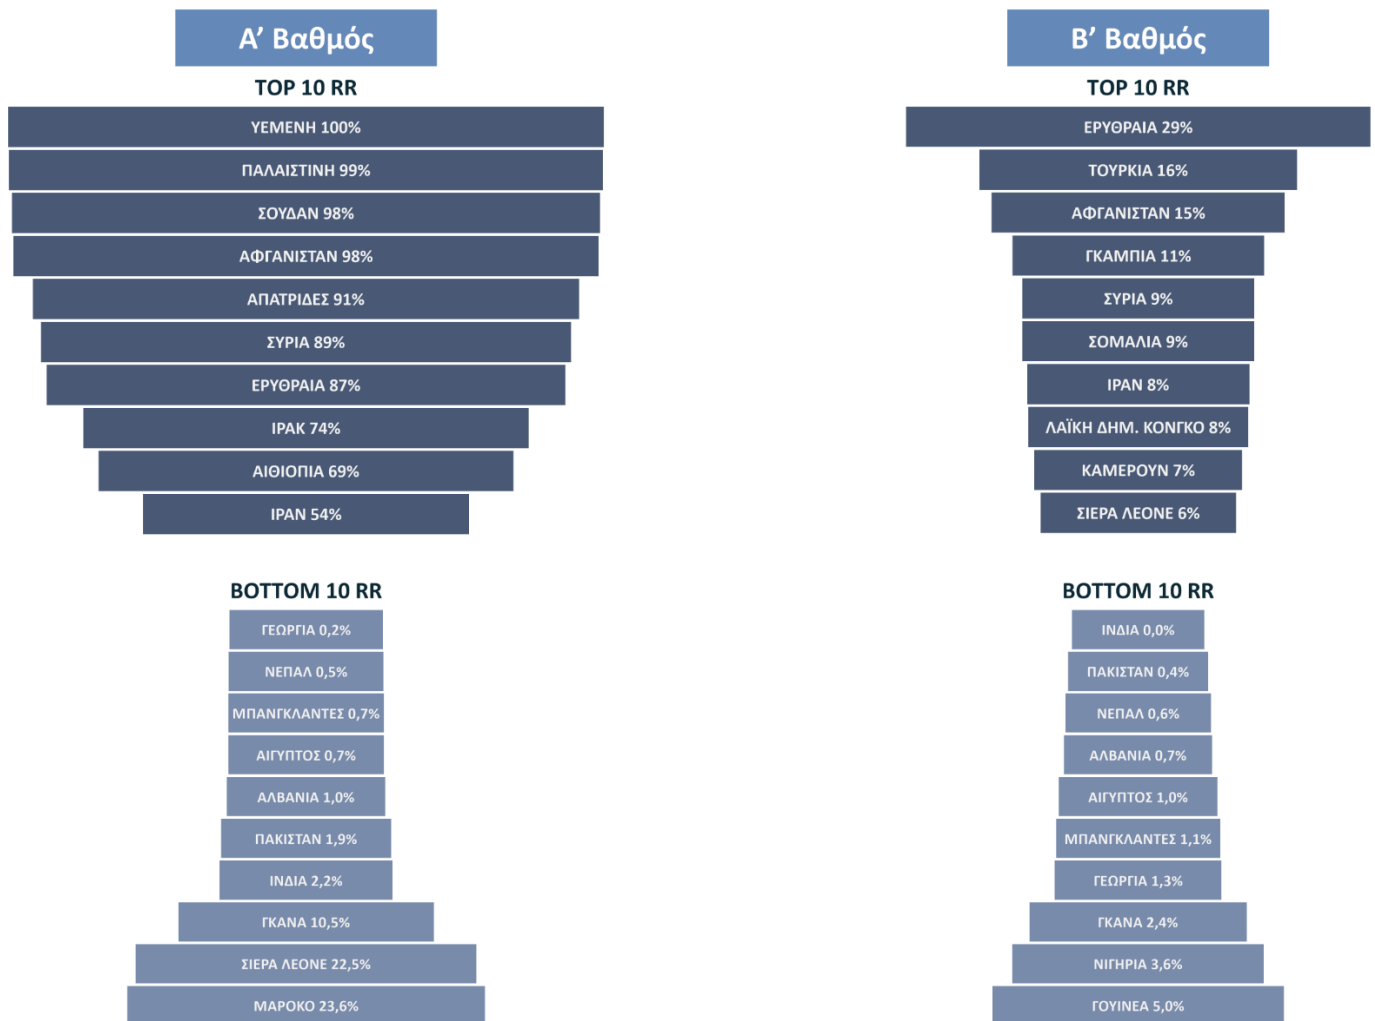 Α’ Βαθμός
TOP 10 RR
ΥΕΜΕΝΗ 100%
ΠΑΛΑΙΣΤΙΝΗ 99%
ΣΟΥΔΑΝ 98%
ΑΦΓΑΝΙΣΤΑΝ 98%
ΑΠΑΤΡΙΔΕΣ 91%
ΣΥΡΙΑ 89%
ΕΡΥΘΡΑΙΑ 87%
ΙΡΑΚ 74%
ΑΙΘΙΟΠΙΑ 69%
ΙΡΑΝ 54%
BOTTOM 10 RR
ΓΕΩΡΓΙΑ 0,2%
ΝΕΠΑΛ 0,5%
ΜΠΑΝΓΚΛΑΝΤΕΣ 0,7%
ΑΙΓΥΠΤΟΣ 0,7%
ΑΛΒΑΝΙΑ 1,0%
ΠΑΚΙΣΤΑΝ 1,9%
ΙΝΔΙΑ 2,2%
ΓΚΑΝΑ 10,5%
ΣΙΕΡΑ ΛΕΟΝΕ 22,5%
ΜΑΡΟΚΟ 23,6%
Β’ Βαθμός
TOP 10 RR
ΕΡΥΘΡΑΙΑ 29%
ΤΟΥΡΚΙΑ 16%
ΑΦΓΑΝΙΣΤΑΝ 15%
ΓΚΑΜΠΙΑ 11%
ΣΥΡΙΑ 9%
ΣΟΜΑΛΙΑ 9%
ΙΡΑΝ 8%
ΛΑΪΚΗ ΔΗΜ. ΚΟΝΓΚΟ 8%
ΚΑΜΕΡΟΥΝ 7%
ΣΙΕΡΑ ΛΕΟΝΕ 6%
BOTTOM 10 RR
ΙΝΔΙΑ 0,0%
ΠΑΚΙΣΤΑΝ 0,4%
ΝΕΠΑΛ 0,6%
ΑΛΒΑΝΙΑ 0,7%
ΑΙΓΥΠΤΟΣ 1,0%
ΜΠΑΝΓΚΛΑΝΤΕΣ 1,1%
ΓΕΩΡΓΙΑ 1,3%
ΓΚΑΝΑ 2,4%
ΝΙΓΗΡΙΑ 3,6%
ΓΟΥΙΝΕΑ 5,0%